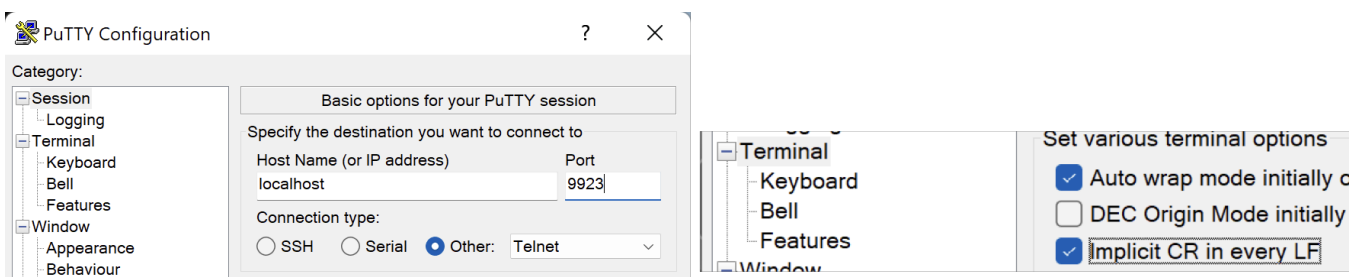 PuTTY Configuration
?
Category:
Session
Logging
Terminal
Keyboard
Bell
Features
Window
Appearance
Behaviour
Basic options for your PuTTY session
Specify the destination you want to connect to
Host Name (or IP address) Port
localhost 9923
Connection type:
SSH Serial Other: Telnet
Terminal
Keyboard
Bell
Features
Window
Set various terminal options
Auto wrap mode initially
DEC Origin Mode initially
Implicit CR in every LF